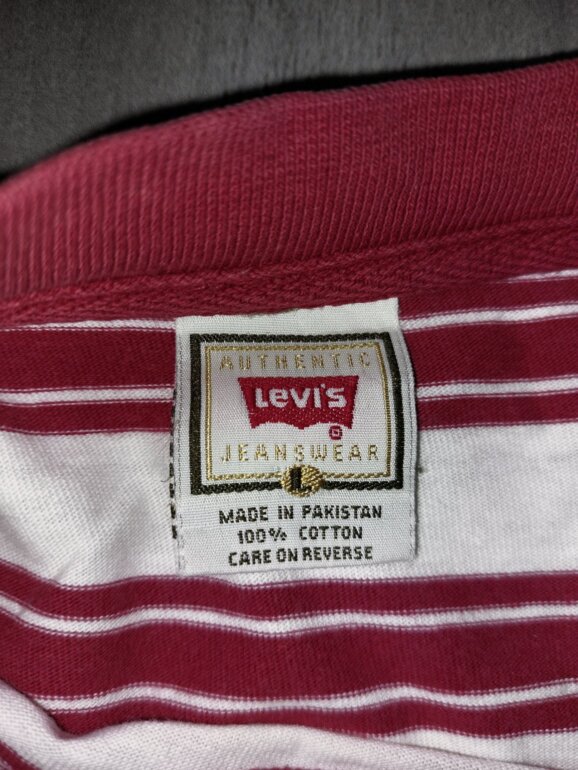 AUTHENTIC
Levi's
JEANSWEAR
L
MADE IN PAKISTAN
100% COTTON
CARE ON REVERSE